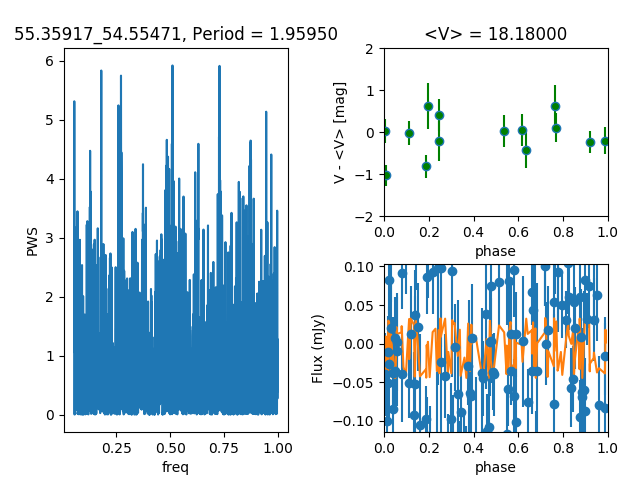 55.35917_54.55471, Period = 1.95950
PWS
6
5
4
3
2
1
0
0.25 0.50 0.75 1.00
freq
<V> = 18.18000
V - <V> [mag]
2
1
0
−1
−2
0.0 0.2 0.4 0.6 0.8 1.0
phase
Flux (mJy)
0.10
0.05
0.00
−0.05
−0.10
0.0 0.2 0.4 0.6 0.8 1.0
phase